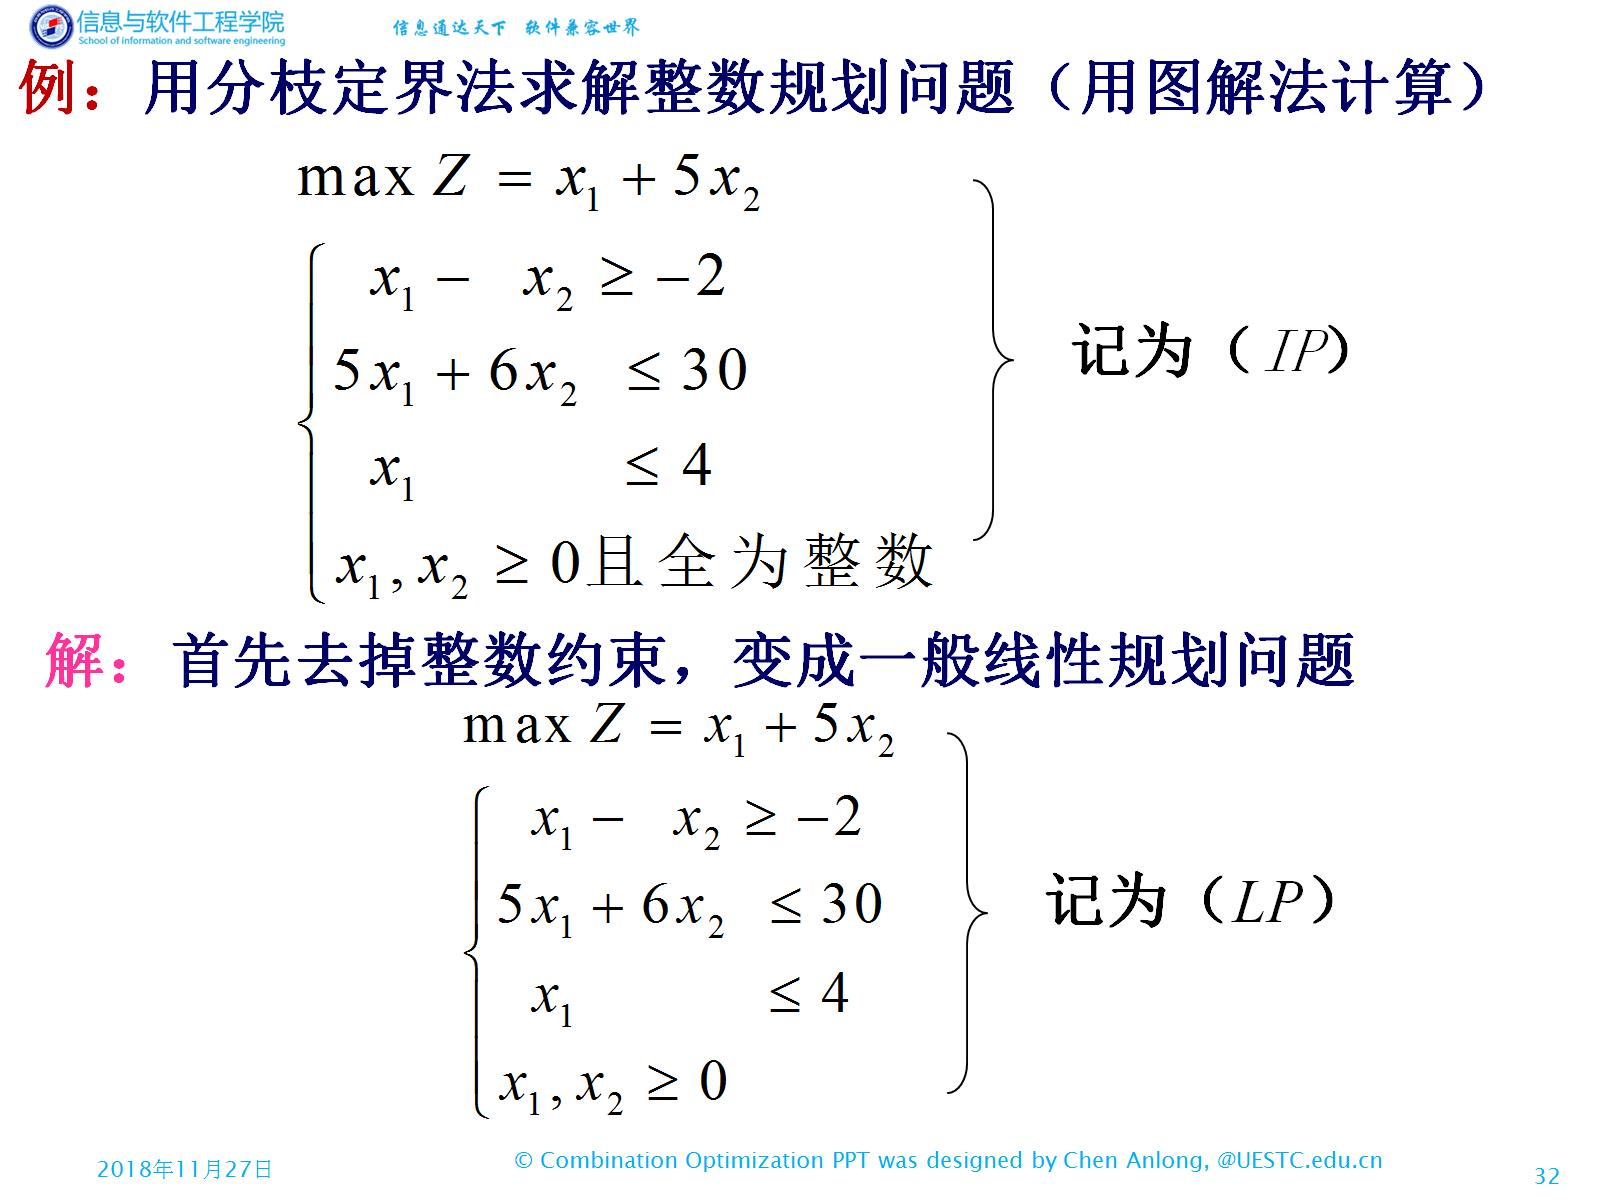 信息与软件工程学院
School of information and software engineering
信息通达天下 软件兼容世界
例：用分枝定界法求解整数规划问题（用图解法计算）
max Z = x₁ + 5x₂
x₁ − x₂ ≥ −2
5x₁ + 6x₂ ≤ 30
x₁ ≤ 4
x₁, x₂ ≥ 0且全为整数
记为（IP）
解：首先去掉整数约束，变成一般线性规划问题
max Z = x₁ + 5x₂
x₁ − x₂ ≥ −2
5x₁ + 6x₂ ≤ 30
x₁ ≤ 4
x₁, x₂ ≥ 0
记为（LP）
2018年11月27日
© Combination Optimization PPT was designed by Chen Anlong, @UESTC.edu.cn
32